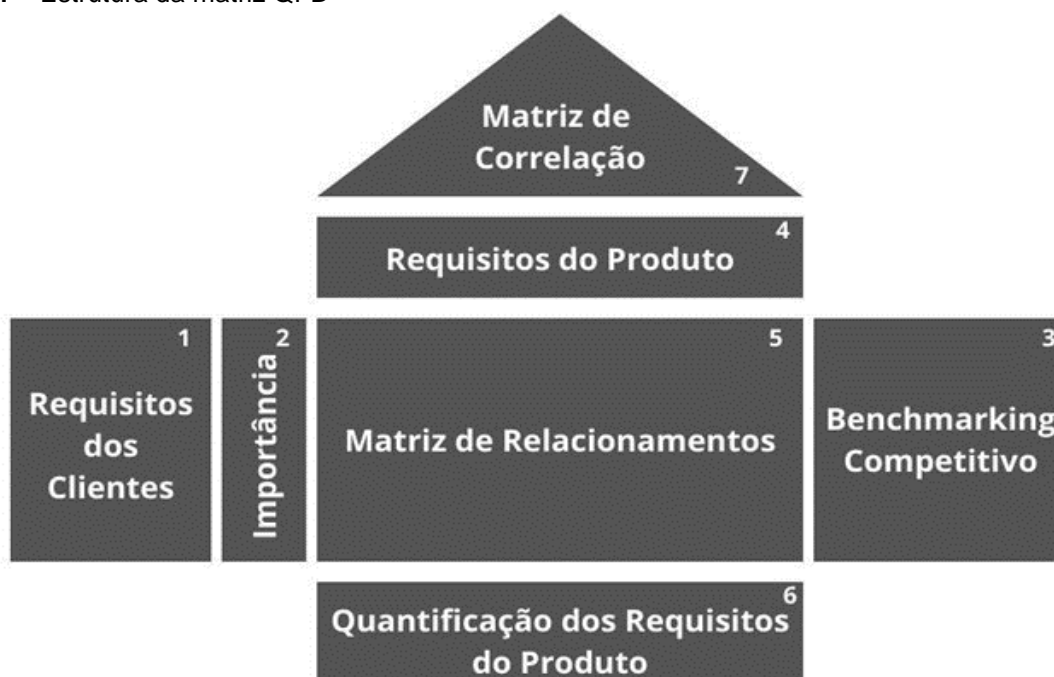 Estrutura da matriz QFD
Matriz de
Correlação
7
4
Requisitos do Produto
1
Requisitos
dos
Clientes
2
Importância
5
Matriz de Relacionamentos
3
Benchmarking
Competitivo
6
Quantificação dos Requisitos
do Produto